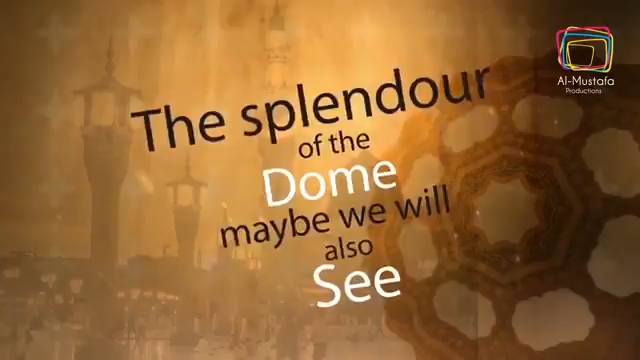 Al-Mustafa
Productions
The splendour
of the
Dome
maybe we will
also
See